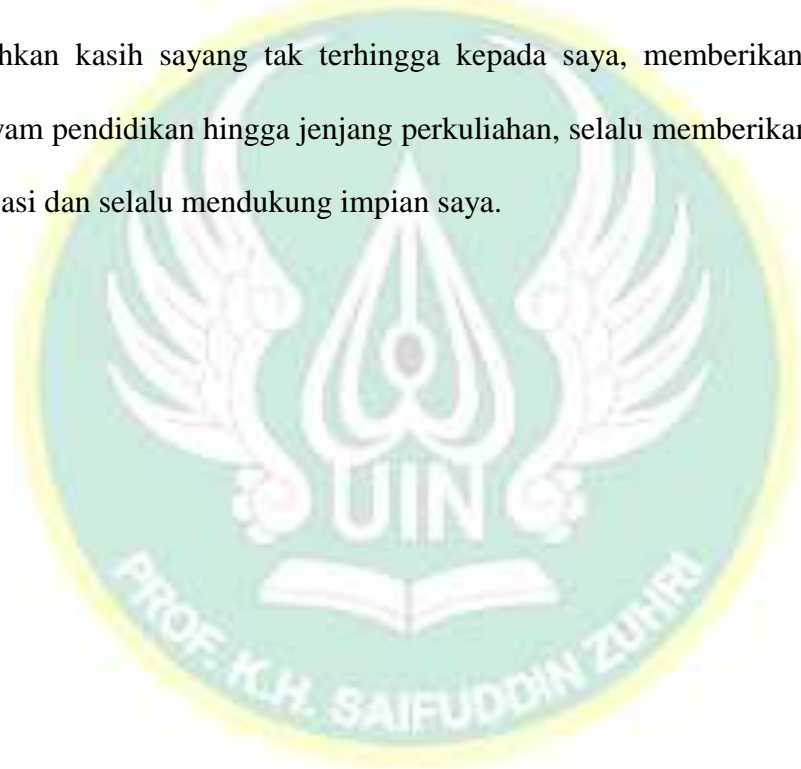 hkan kasih sayang tak terhingga kepada saya, memberikan
yam pendidikan hingga jenjang perkuliahan, selalu memberikan
asi dan selalu mendukung impian saya.
UIN
PROF. K.H. SAIFUDDIN ZUHRI